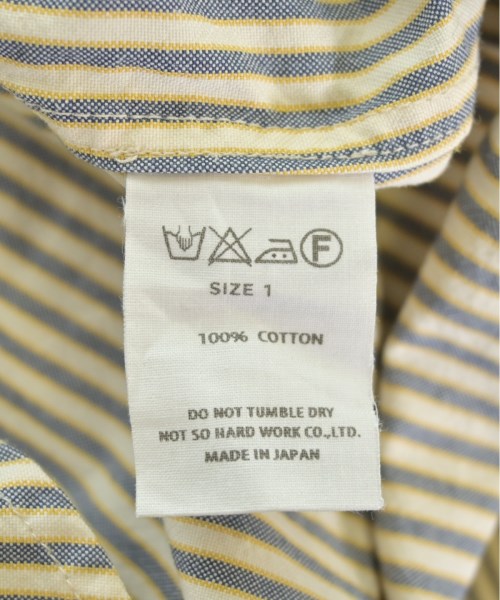 F
SIZE 1
100% COTTON
DO NOT TUMBLE DRY
NOT SO HARD WORK CO.,LTD.
MADE IN JAPAN